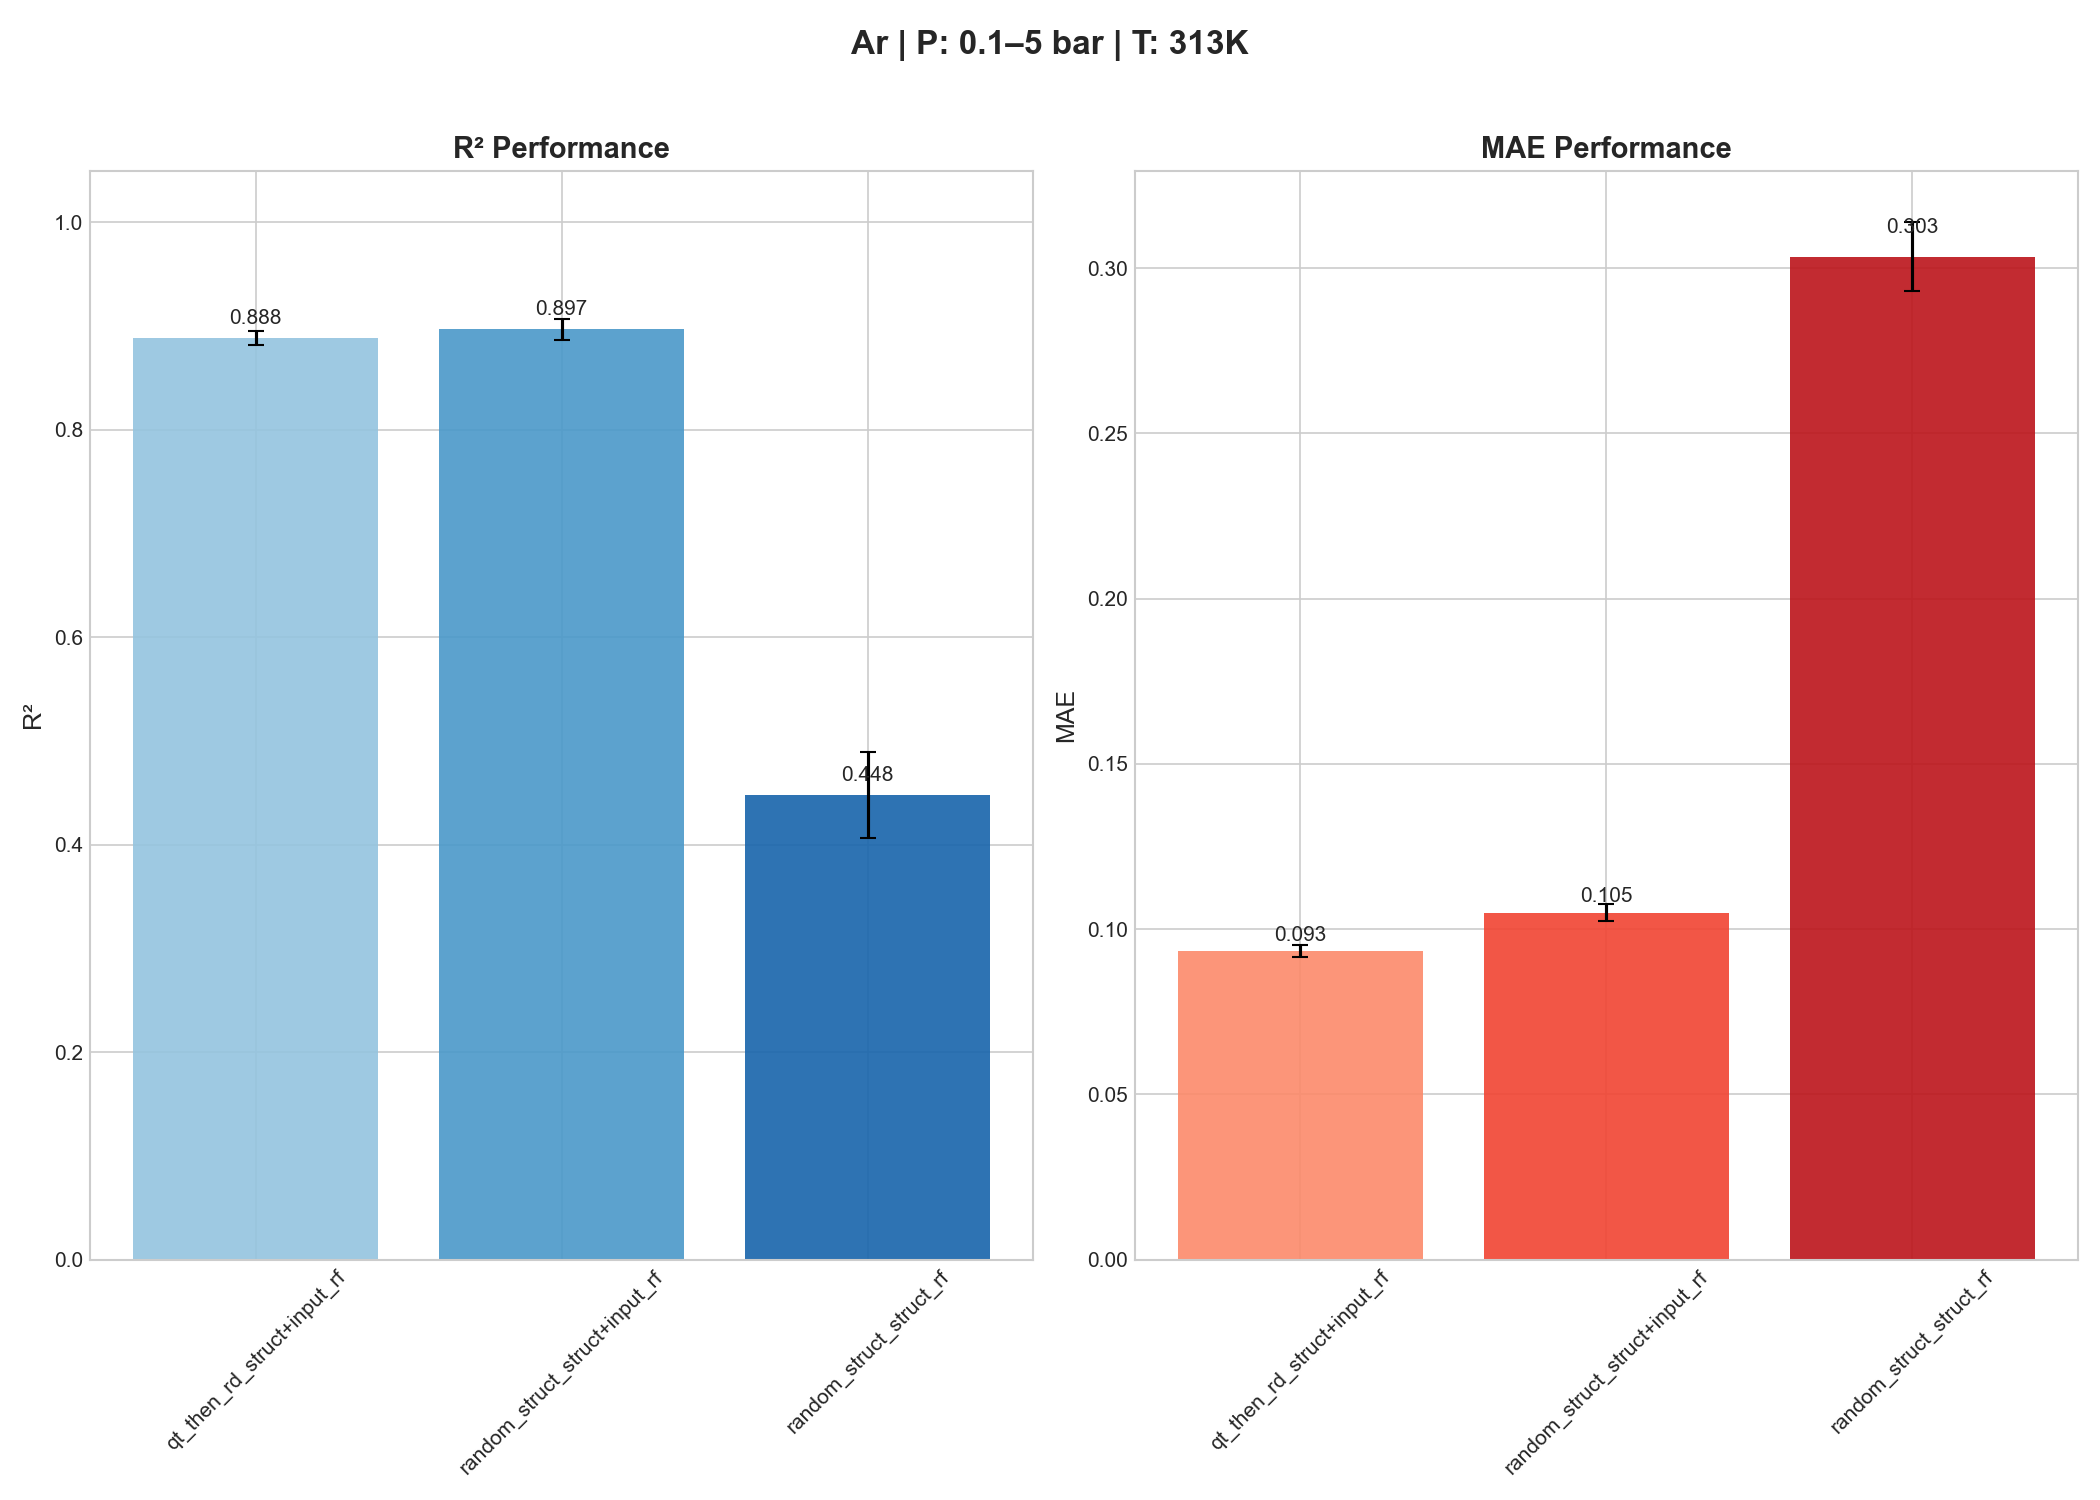 Ar | P: 0.1–5 bar | T: 313K
R² Performance
R²
1.0
0.8
0.6
0.4
0.2
0.0
0.888
0.897
0.448
qt_then_rd_struct+input_rf
random_struct_struct+input_rf
random_struct_struct_rf
MAE Performance
MAE
0.30
0.25
0.20
0.15
0.10
0.05
0.00
0.093
0.105
0.303
qt_then_rd_struct+input_rf
random_struct_struct+input_rf
random_struct_struct_rf